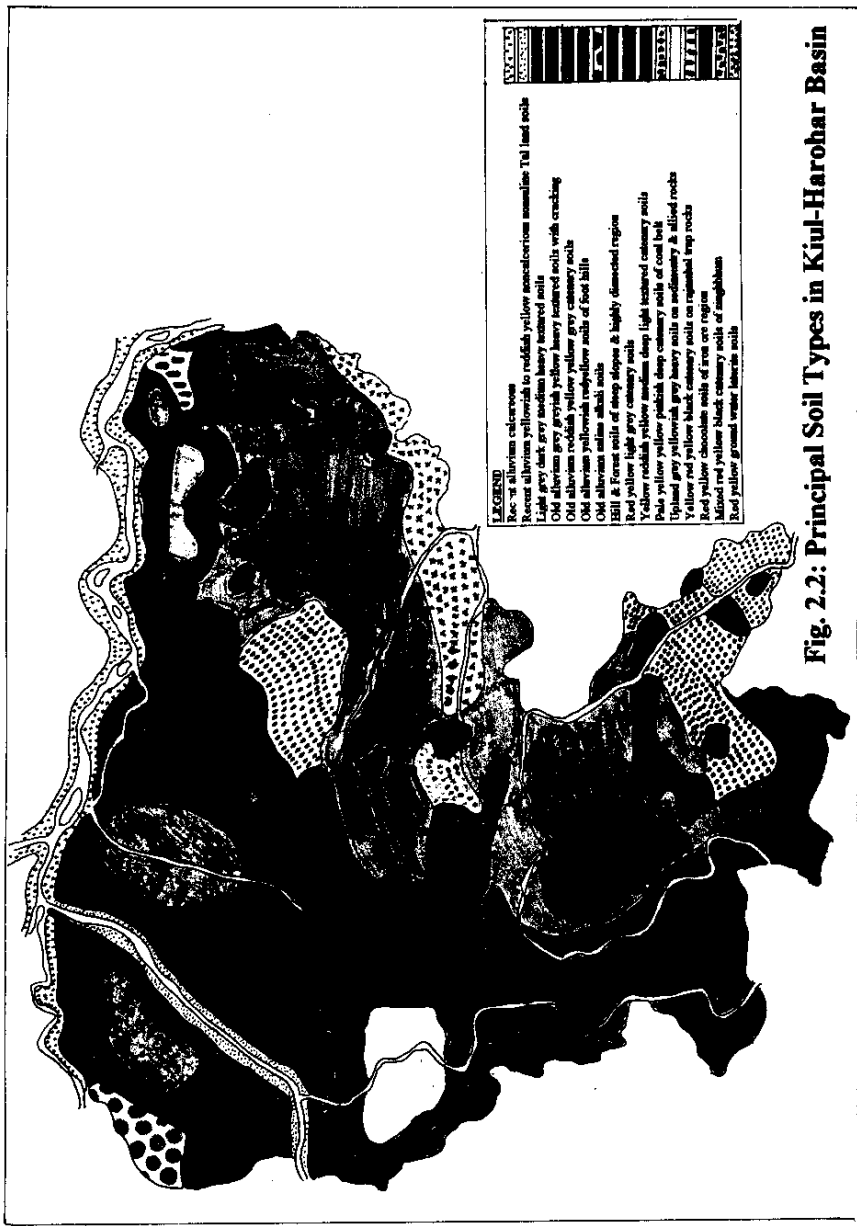 LEGEND
Recent alluvium calcareous
Recent alluvium yellowish to reddish yellow noncalcerious nonsaline Tal land soils
Light grey dark grey medium heavy textured soils
Old alluvium grey greyish yellow heavy textured soils with cracking
Old alluvium reddish yellow yellow grey catenary soils
Old alluvium yellowish redyellow soils of foot hills
Old alluvium saline alkali soils
Hill & Forest soils of steep slopes & highly dissected region
Red yellow light grey catenary soils
Yellow reddish yellow medium deep light textured catenary soils
Pale yellow yellow pinkish deep catenary soils of coal belt
Upland grey yellowish grey heavy soils on sedimentry & allied rocks
Yellow red yellow black catenary soils on rajmahal trap rocks
Red yellow chocolate soils of iron ore region
Mixed red yellow black catenary soils of singhbhum
Red yellow ground water laterite soils
Fig. 2.2: Principal Soil Types in Kiul-Harohar Basin